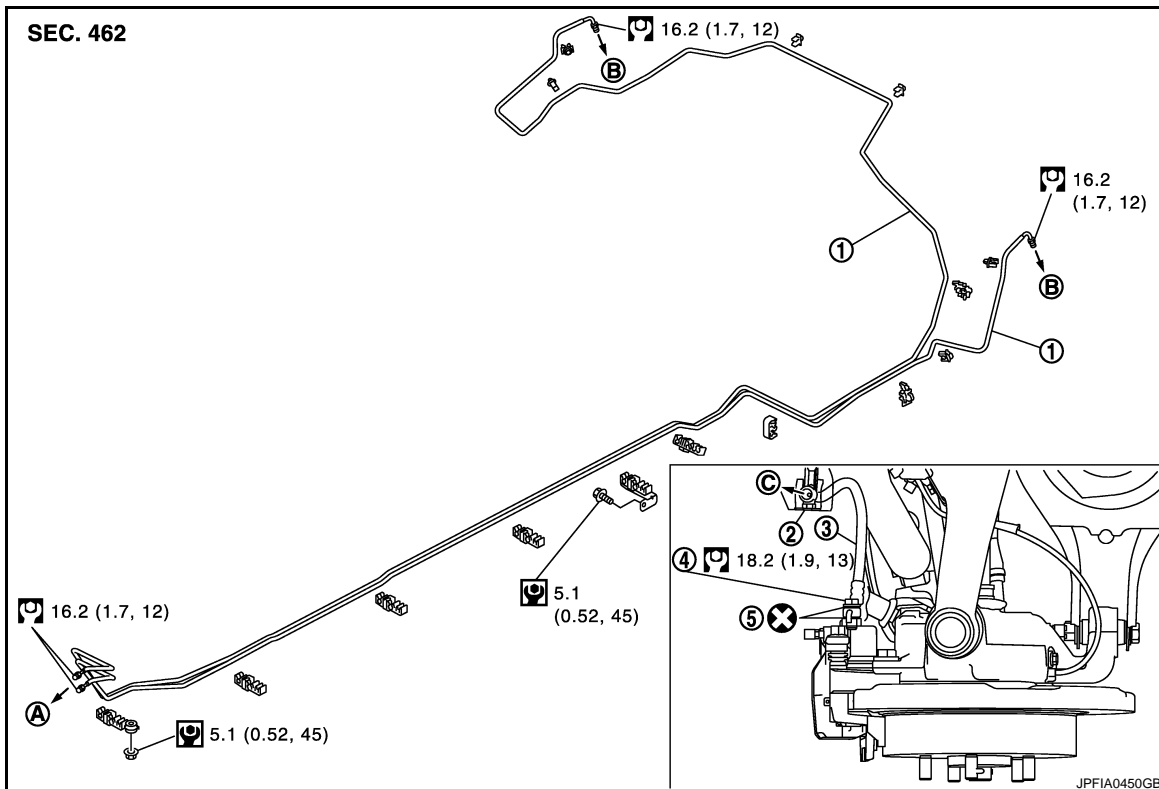 SEC. 462
16.2 (1.7, 12)
B
16.2
(1.7, 12)
1
B
1
C
2
3
4 18.2 (1.9, 13)
5
5.1
(0.52, 45)
16.2 (1.7, 12)
A
5.1 (0.52, 45)
JPFIA0450GB